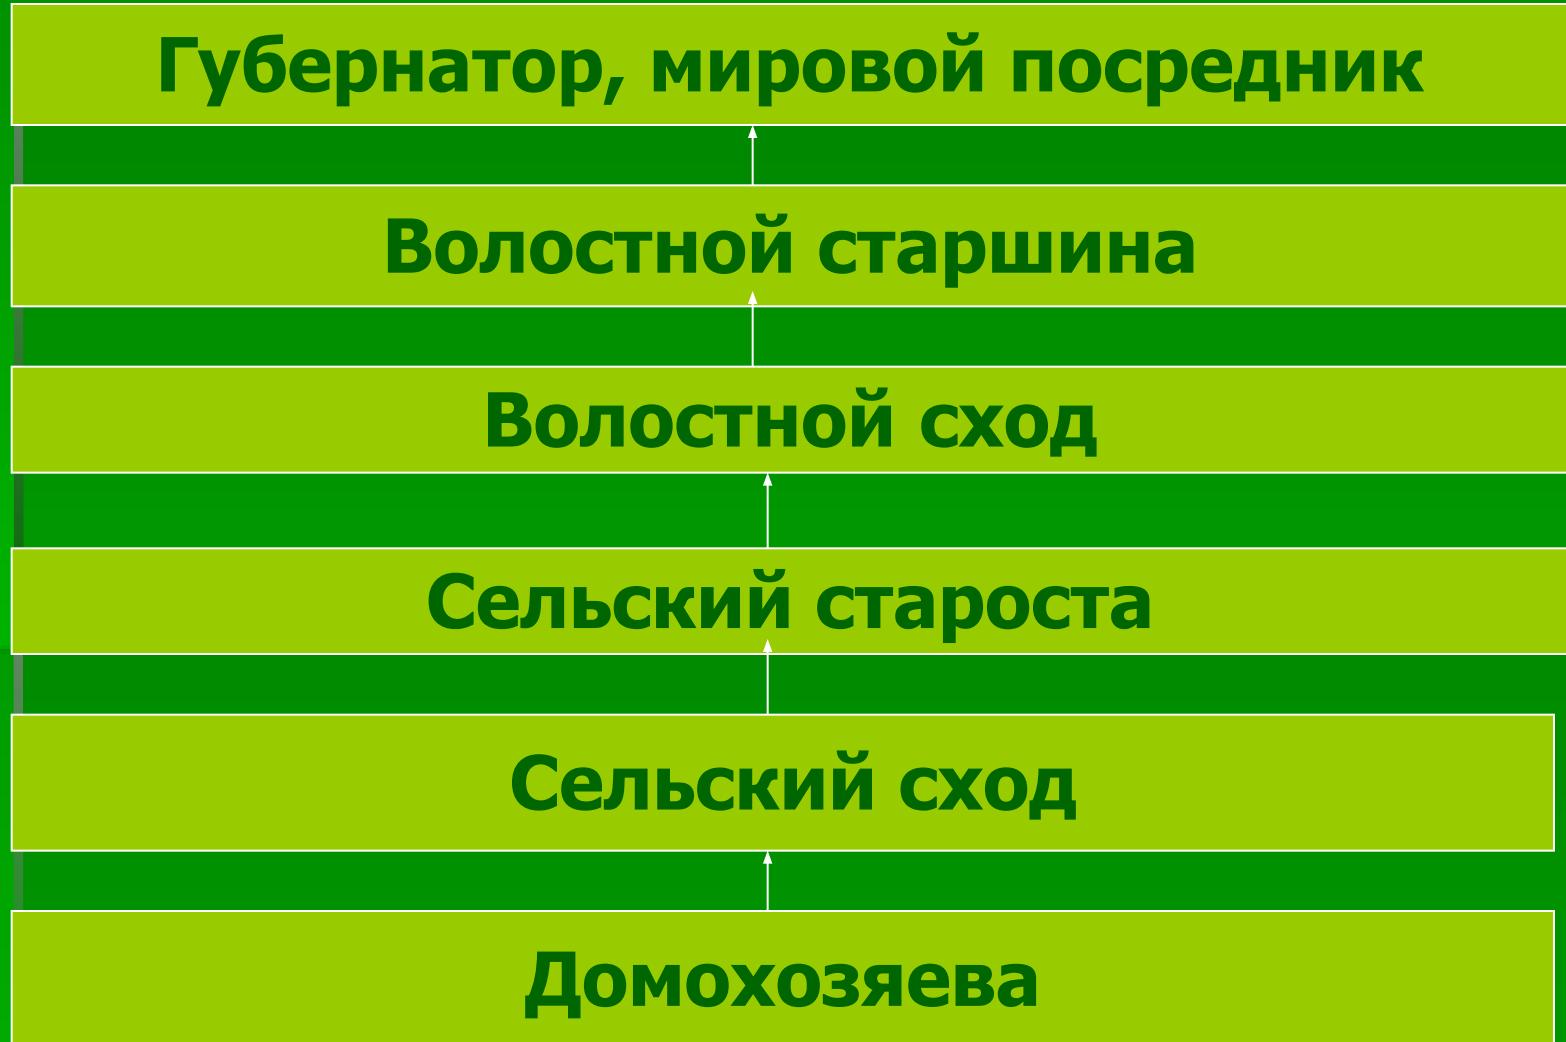 Губернатор, мировой посредник
Волостной старшина
Волостной сход
Сельский староста
Сельский сход
Домохозяева